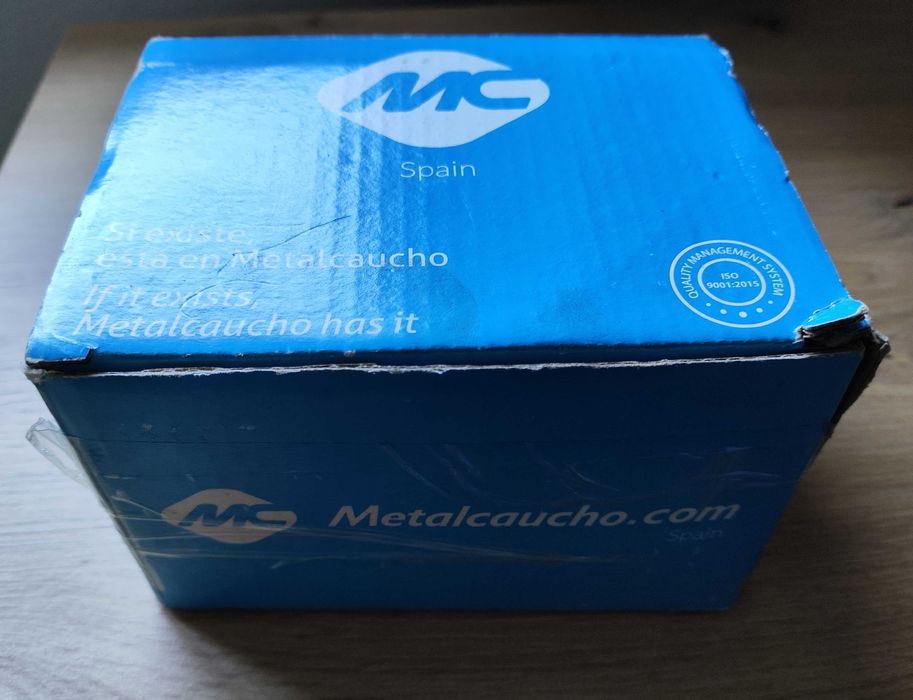 MC
Spain
Si existe,
está en Metalcaucho
If it exists,
Metalcaucho has it
QUALITY MANAGEMENT SYSTEM
ISO
9001:2015
MC
Metalcaucho.com
Spain